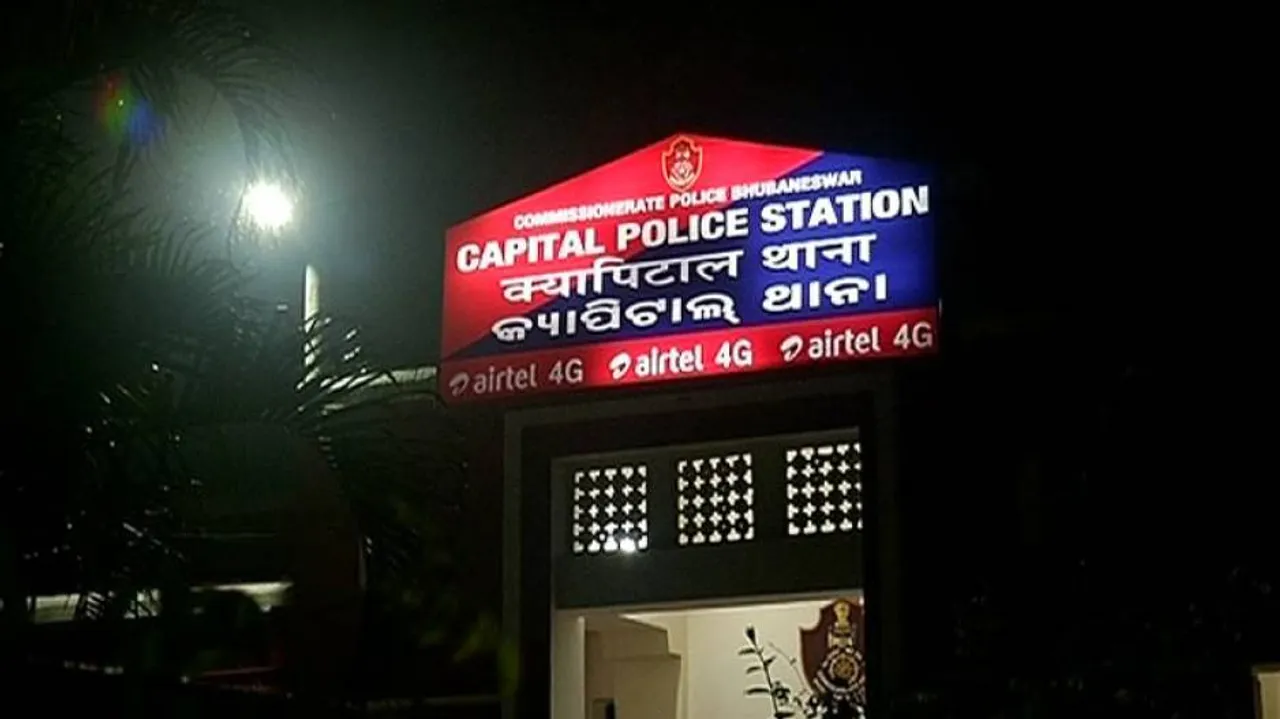 COMMISSIONERATE POLICE BHUBANESWAR
CAPITAL POLICE STATION
क्यापिटाल थाना
କ୍ୟାପିଟାଲ୍ ଥାନା
airtel 4G airtel 4G airtel 4G